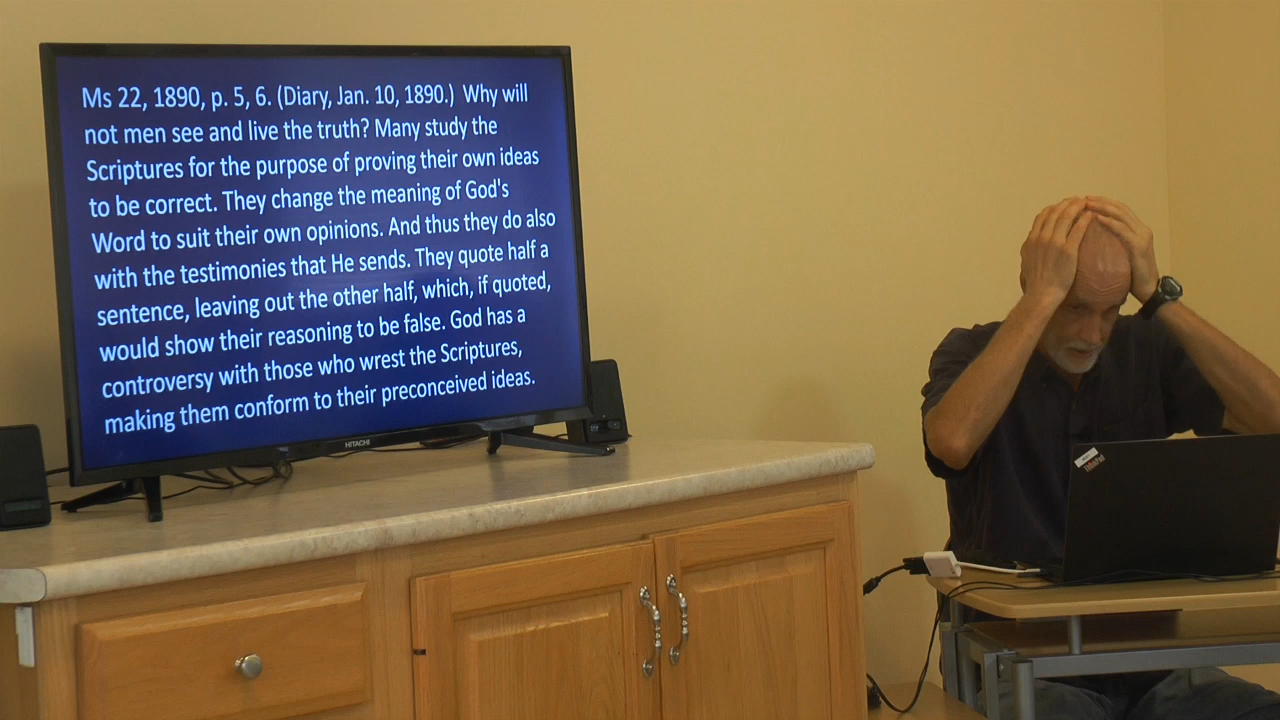 Ms 22, 1890, p. 5, 6. (Diary, Jan. 10, 1890.) Why will
not men see and live the truth? Many study the
Scriptures for the purpose of proving their own ideas
to be correct. They change the meaning of God's
Word to suit their own opinions. And thus they do also
with the testimonies that He sends. They quote half a
sentence, leaving out the other half, which, if quoted,
would show their reasoning to be false. God has a
controversy with those who wrest the Scriptures,
making them conform to their preconceived ideas.
HITACHI
ThinkPad